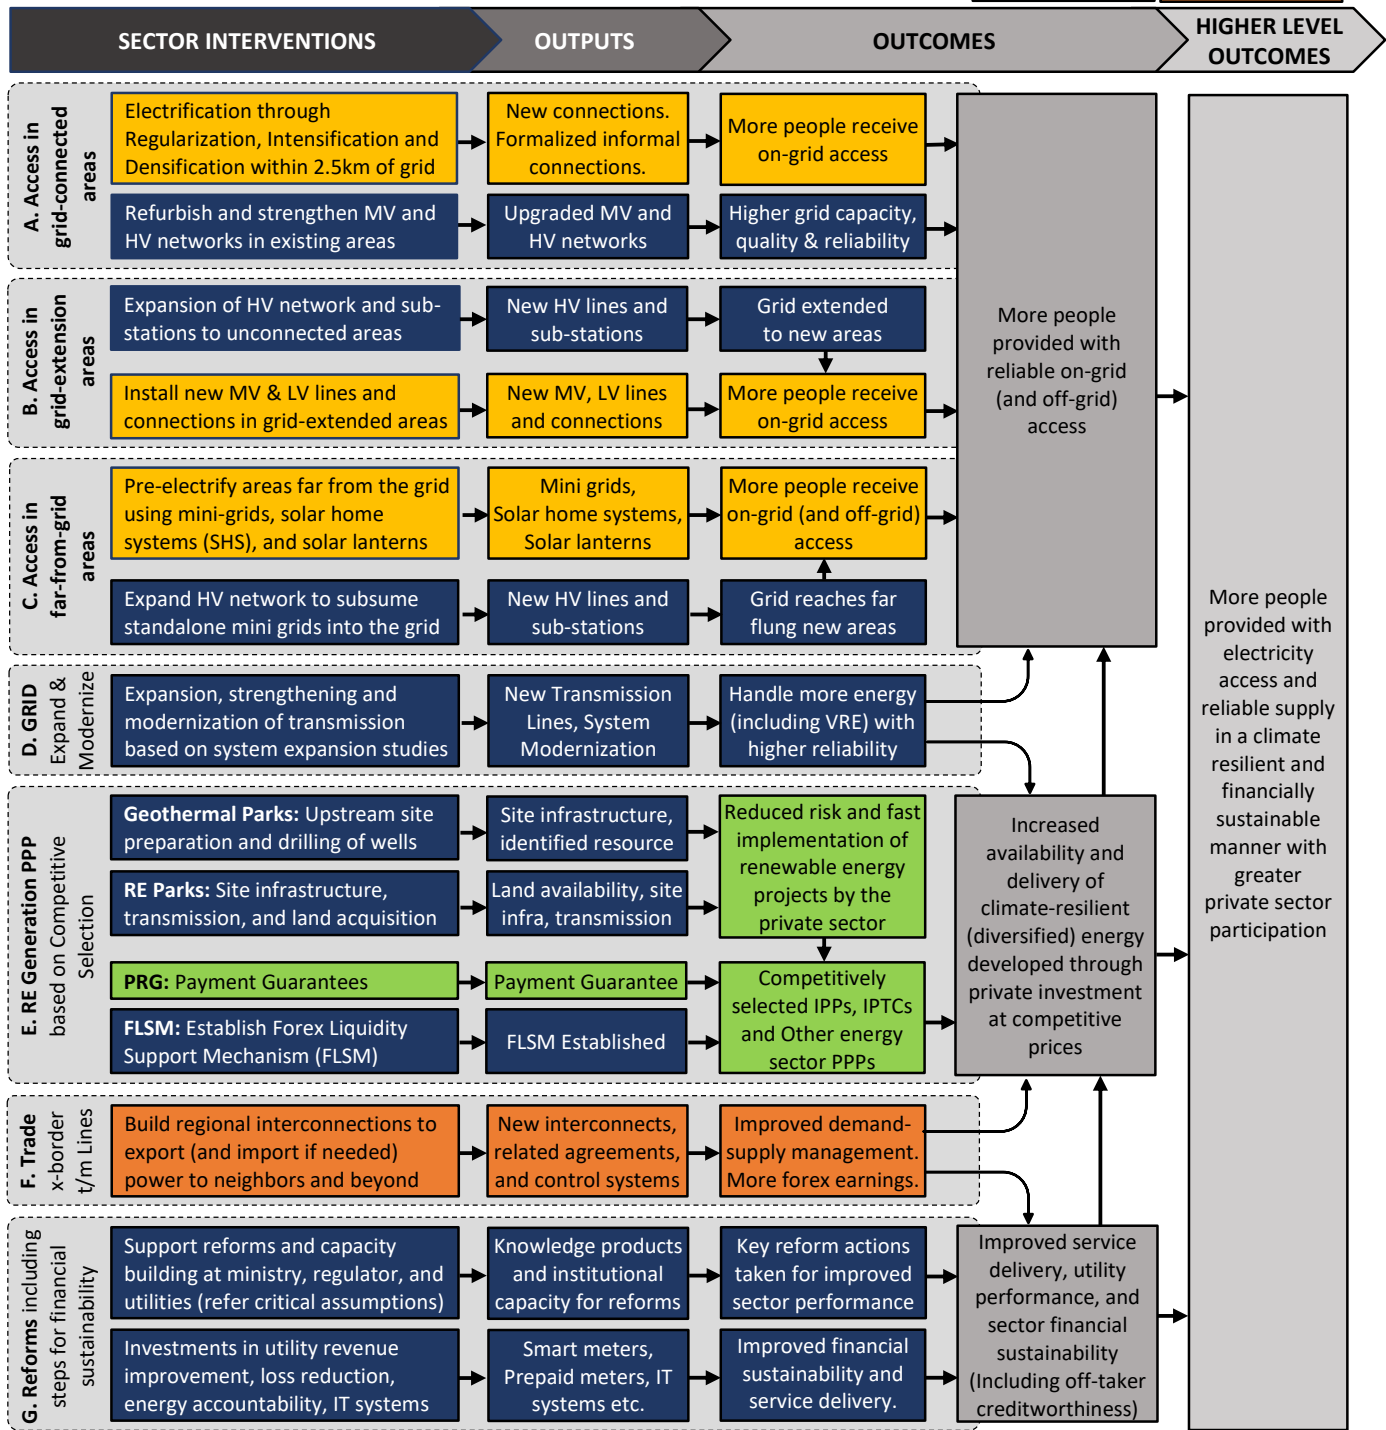 SECTOR INTERVENTIONS
OUTPUTS
OUTCOMES
HIGHER LEVEL
OUTCOMES
A. Access in
grid-connected
areas
Electrification through
Regularization, Intensification and
Densification within 2.5km of grid
New connections.
Formalized informal
connections.
More people receive
on-grid access
Refurbish and strengthen MV and
HV networks in existing areas
Upgraded MV and
HV networks
Higher grid capacity,
quality & reliability
B. Access in
grid-extension
areas
Expansion of HV network and sub-
stations to unconnected areas
New HV lines and
sub-stations
Grid extended
to new areas
Install new MV & LV lines and
connections in grid-extended areas
New MV, LV lines
and connections
More people receive
on-grid access
C. Access in
far-from-grid
areas
Pre-electrify areas far from the grid
using mini-grids, solar home
systems (SHS), and solar lanterns
Mini grids,
Solar home systems,
Solar lanterns
More people receive
on-grid (and off-grid)
access
Expand HV network to subsume
standalone mini grids into the grid
New HV lines and
sub-stations
Grid reaches far
flung new areas
More people
provided with
reliable on-grid
(and off-grid)
access
D. GRID
Expand &
Modernize
Expansion, strengthening and
modernization of transmission
based on system expansion studies
New Transmission
Lines, System
Modernization
Handle more energy
(including VRE) with
higher reliability
E. RE Generation PPP
based on Competitive
Selection
Geothermal Parks: Upstream site
preparation and drilling of wells
Site infrastructure,
identified resource
Reduced risk and fast
implementation of
renewable energy
projects by the
private sector
RE Parks: Site infrastructure,
transmission, and land acquisition
Land availability, site
infra, transmission
PRG: Payment Guarantees
Payment Guarantee
Competitively
selected IPPs, IPTCs
and Other energy
sector PPPs
FLSM: Establish Forex Liquidity
Support Mechanism (FLSM)
FLSM Established
Increased
availability and
delivery of
climate-resilient
(diversified) energy
developed through
private investment
at competitive
prices
F. Trade
x-border
t/m Lines
Build regional interconnections to
export (and import if needed)
power to neighbors and beyond
New interconnects,
related agreements,
and control systems
Improved demand-
supply management.
More forex earnings.
G. Reforms including
steps for financial
sustainability
Support reforms and capacity
building at ministry, regulator, and
utilities (refer critical assumptions)
Knowledge products
and institutional
capacity for reforms
Key reform actions
taken for improved
sector performance
Investments in utility revenue
improvement, loss reduction,
energy accountability, IT systems
Smart meters,
Prepaid meters, IT
systems etc.
Improved financial
sustainability and
service delivery.
Improved service
delivery, utility
performance, and
sector financial
sustainability
(Including off-taker
creditworthiness)
More people
provided with
electricity
access and
reliable supply
in a climate
resilient and
financially
sustainable
manner with
greater
private sector
participation